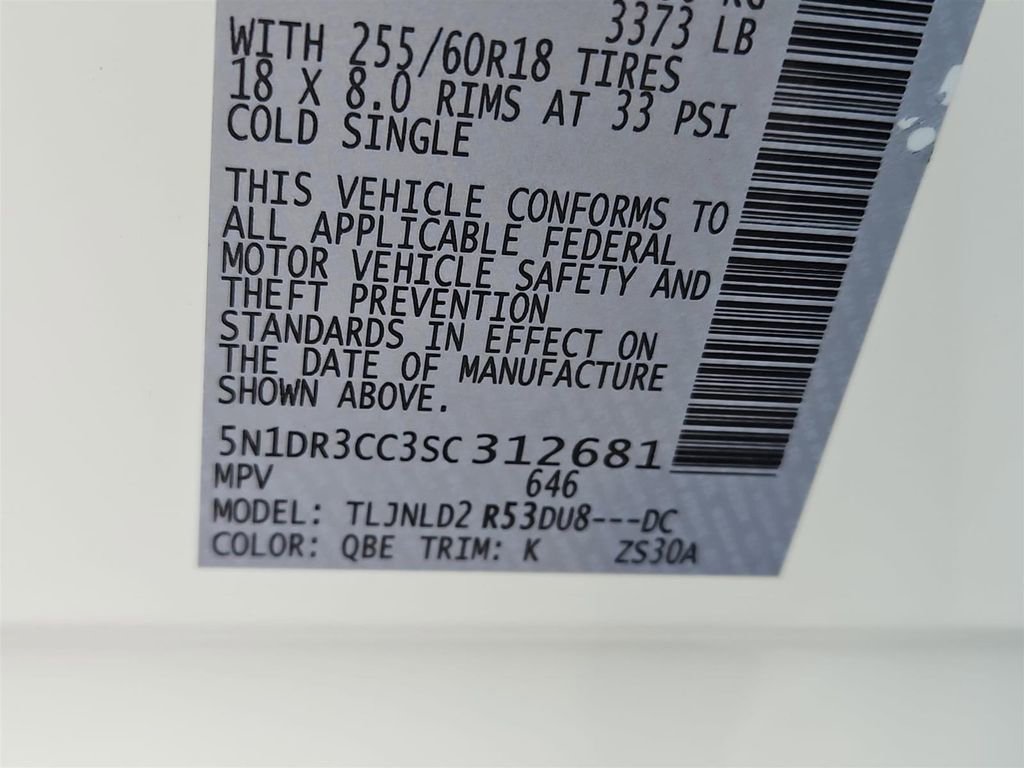 3373 LB
WITH 255/60R18 TIRES
18 X 8.0 RIMS AT 33 PSI
COLD SINGLE
THIS VEHICLE CONFORMS TO
ALL APPLICABLE FEDERAL
MOTOR VEHICLE SAFETY AND
THEFT PREVENTION
STANDARDS IN EFFECT ON
THE DATE OF MANUFACTURE
SHOWN ABOVE.
5N1DR3CC3SC312681
MPV 646
MODEL: TLJNLD2 R53DU8---DC
COLOR: QBE TRIM: K ZS30A